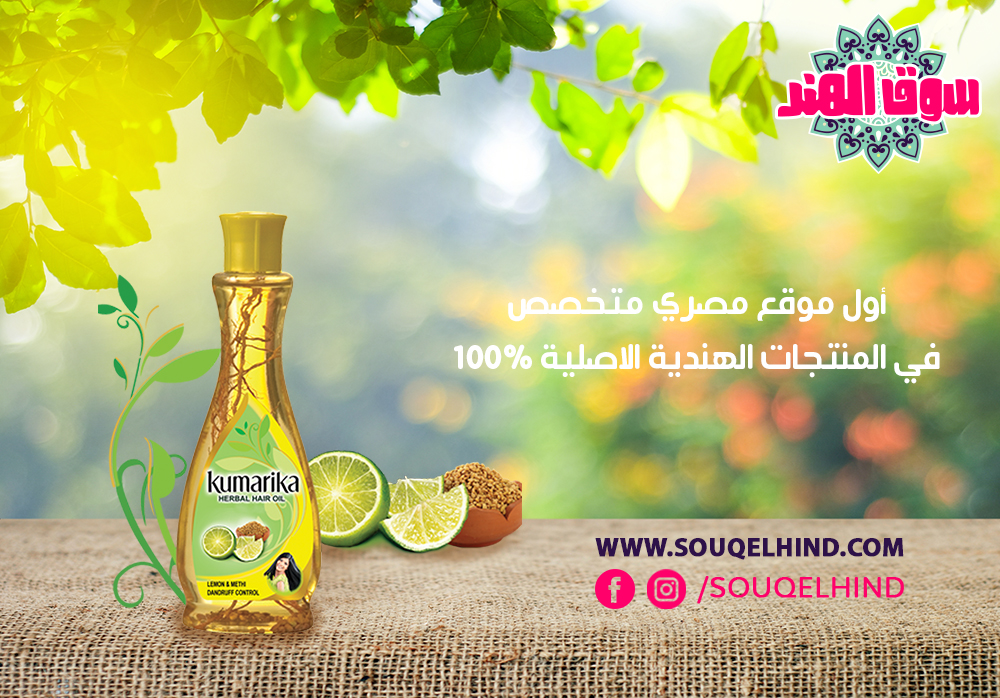 سوق الهند
أول موقع مصري متخصص
في المنتجات الهندية الاصلية 100%
kumarika
HERBAL HAIR OIL
LEMON & METHI
DANDRUFF CONTROL
WWW.SOUQELHIND.COM
f /SOUQELHIND